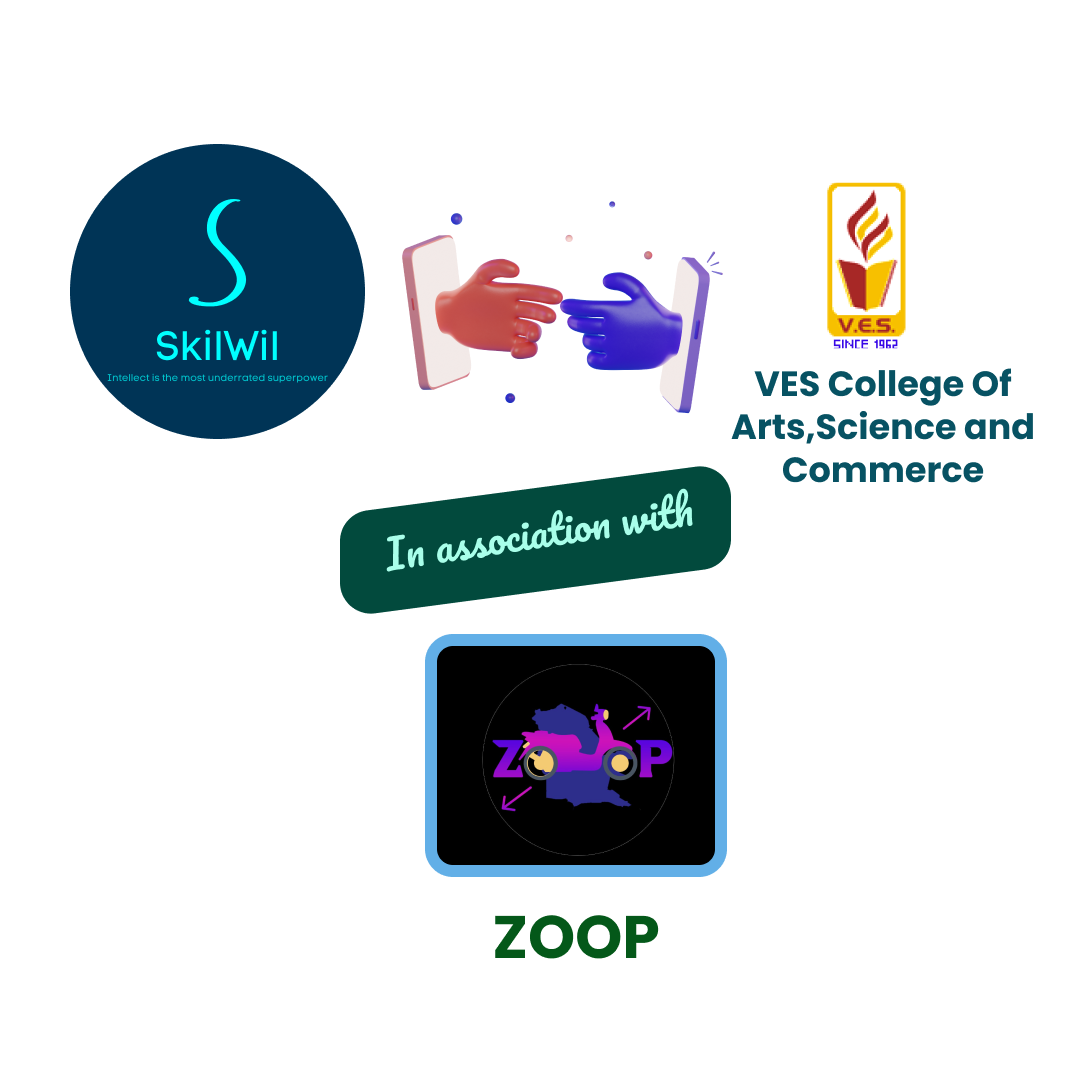 S
SkilWil
Intellect is the most underrated superpower
V.E.S.
SINCE 1962
VES College Of
Arts,Science and
Commerce
In association with
ZOOP
ZOOP